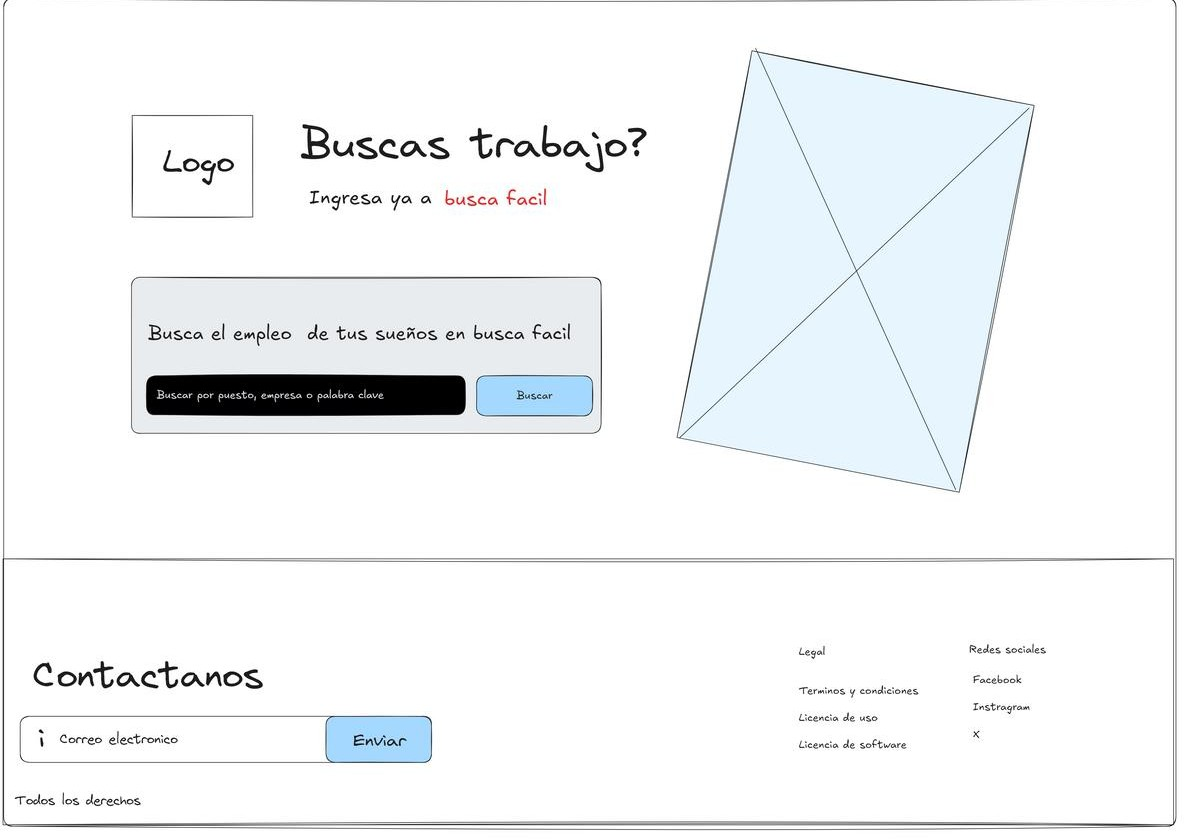 Logo
Buscas trabajo?
Ingresa ya a busca facil
Busca el empleo de tus sueños en busca facil
Buscar por puesto, empresa o palabra clave
Buscar
Contactanos
i Correo electronico
Enviar
Todos los derechos
Legal
Terminos y condiciones
Licencia de uso
Licencia de software
Redes sociales
Facebook
Instragram
X